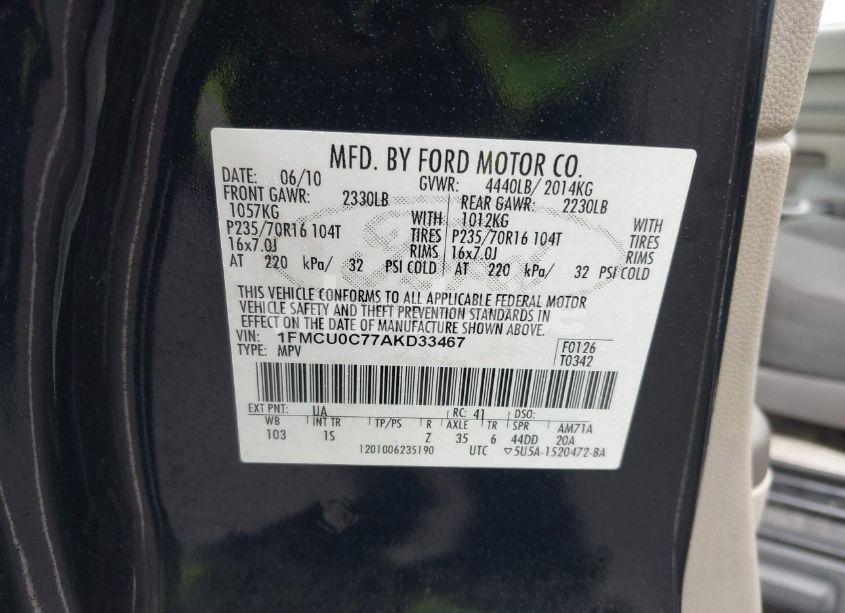 MFD. BY FORD MOTOR CO.
DATE: 06/10 GVWR: 4440LB/ 2014KG
FRONT GAWR: 2330LB REAR GAWR: 2230LB
1057KG WITH 1012KG WITH
P235/70R16 104T TIRES P235/70R16 104T TIRES
16x7.0J RIMS 16x7.0J RIMS
AT 220 kPa/ 32 PSI COLD AT 220 kPa/ 32 PSI COLD
THIS VEHICLE CONFORMS TO ALL APPLICABLE FEDERAL MOTOR
VEHICLE SAFETY AND THEFT PREVENTION STANDARDS IN
EFFECT ON THE DATE OF MANUFACTURE SHOWN ABOVE.
VIN: 1FMCU0C77AKD33467 F0126
TYPE: MPV T0342
EXT PNT: UA RC: 41 DSO:
WB INT TR TP/PS R AXLE TR SPR AM71A
103 1S Z 35 6 44DD 20A
1201006235190 UTC ▽5U5A-1520472-BA